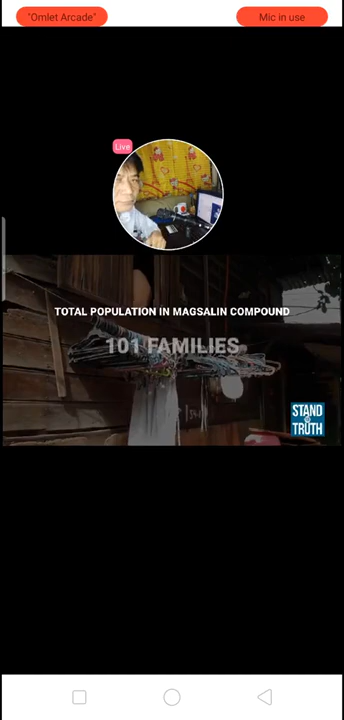 "Omlet Arcade"
Mic in use
Live
TOTAL POPULATION IN MAGSALIN COMPOUND
101 FAMILIES
STAND
TRUTH